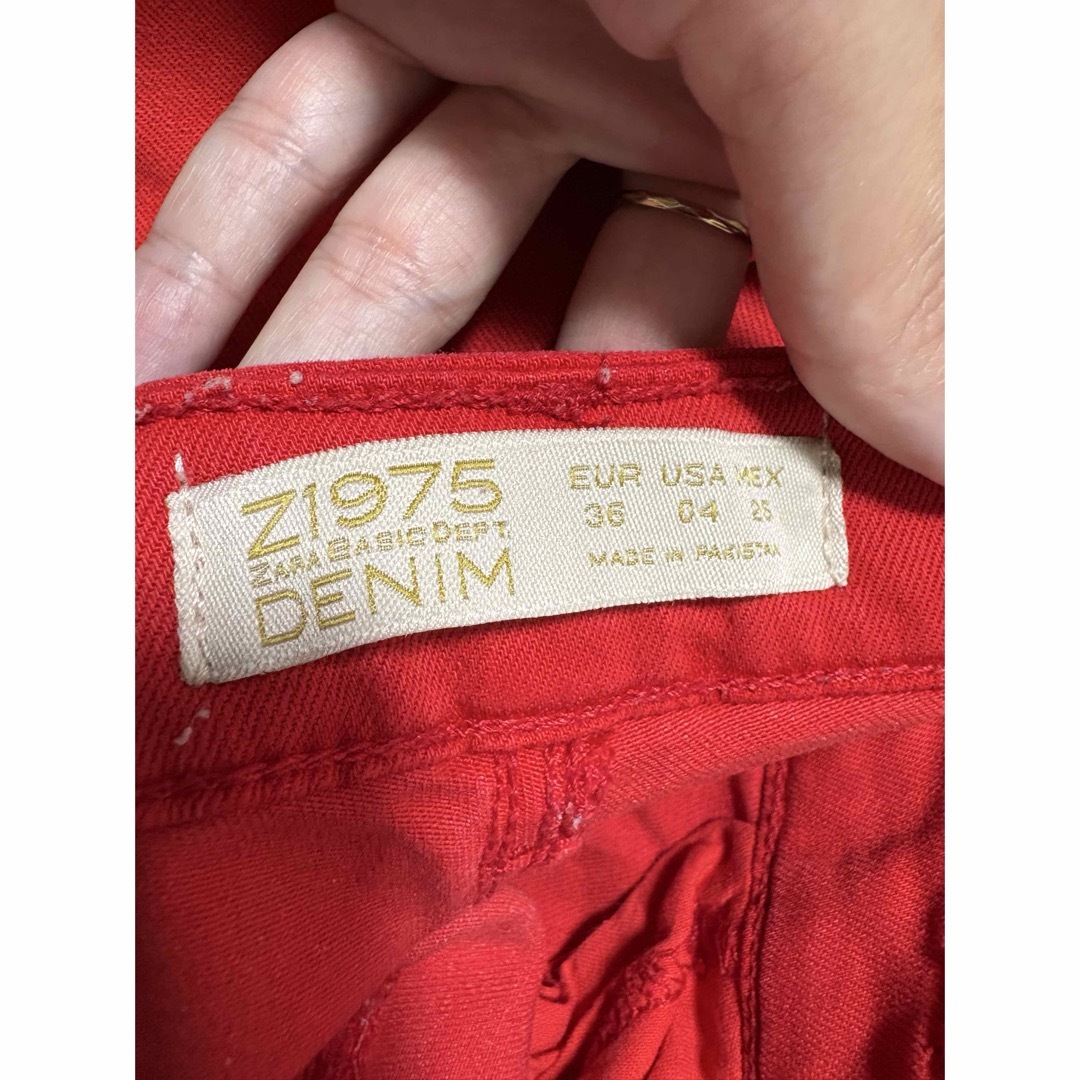 Z1975
ZARA BASIC DEPT
DENIM
EUR USA MEX
36 04 26
MADE IN PAKISTAN